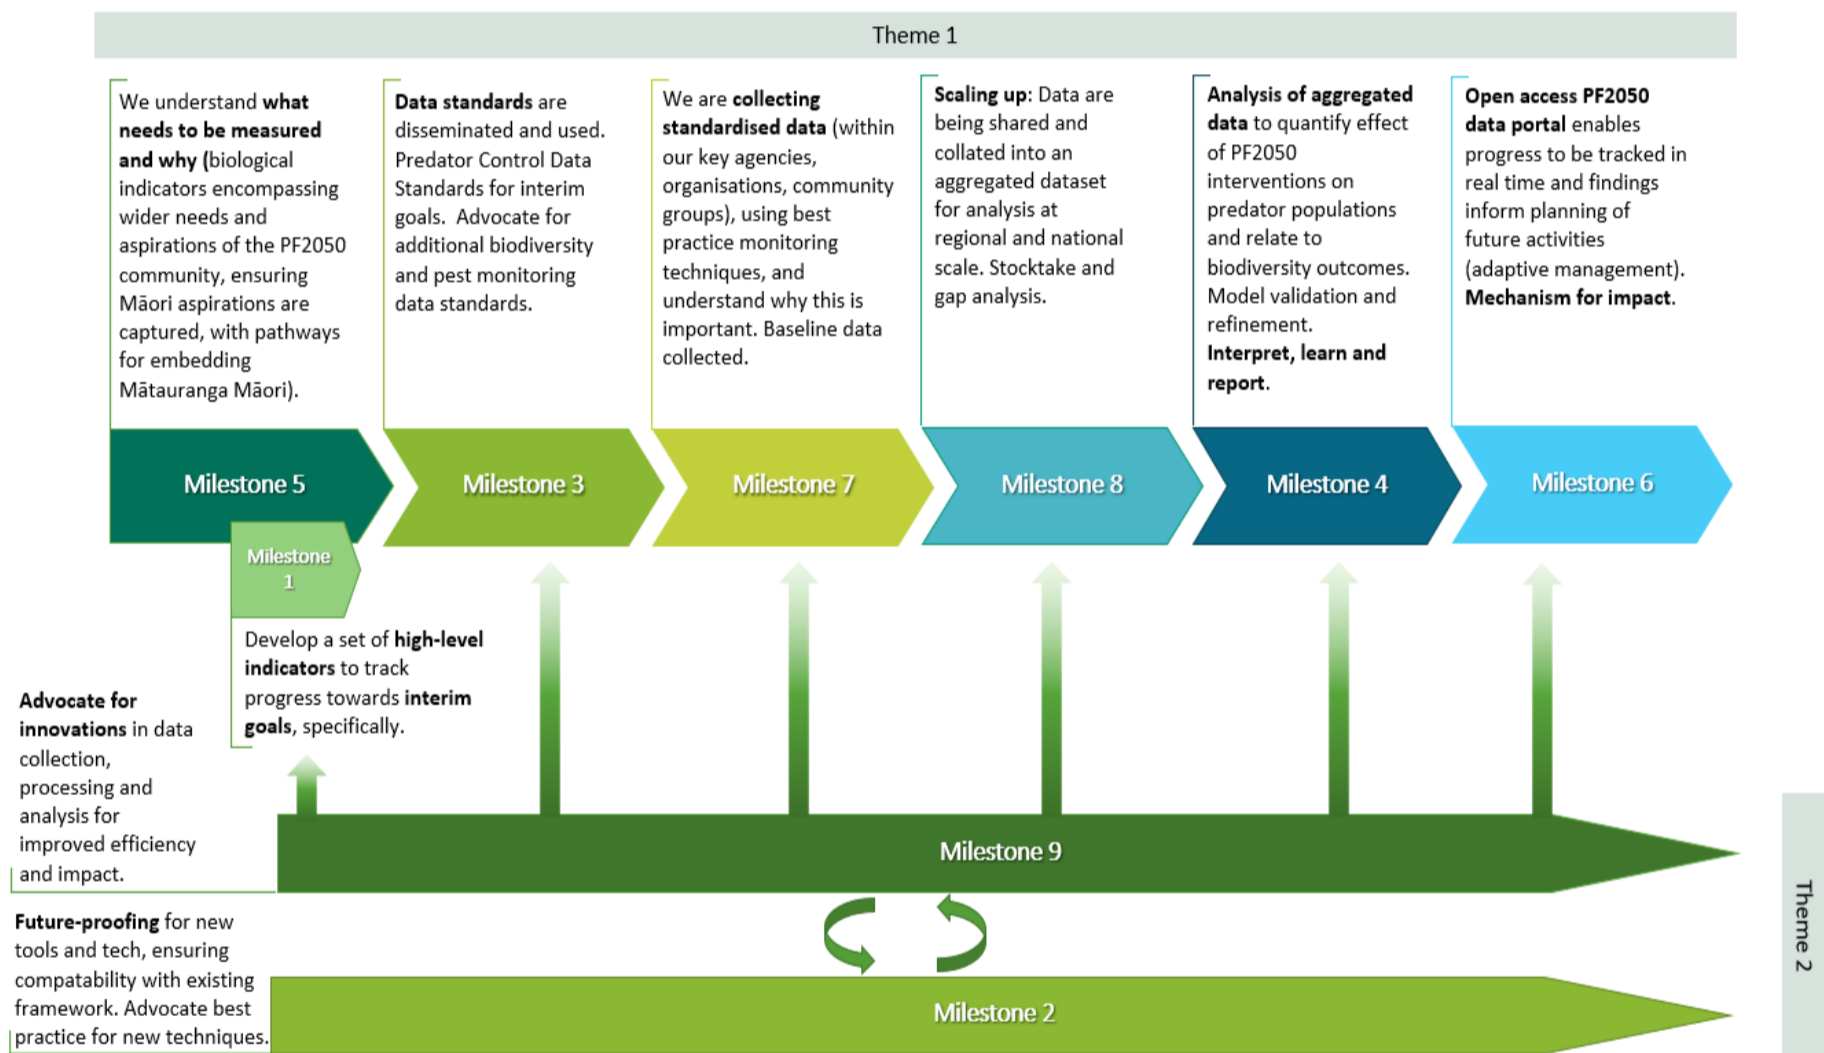 Theme 1
We understand what
needs to be measured
and why (biological
indicators encompassing
wider needs and
aspirations of the PF2050
community, ensuring
Māori aspirations are
captured, with pathways
for embedding
Mātauranga Māori).
Data standards are
disseminated and used.
Predator Control Data
Standards for interim
goals.  Advocate for
additional biodiversity
and pest monitoring
data standards.
We are collecting
standardised data (within
our key agencies,
organisations, community
groups), using best
practice monitoring
techniques, and
understand why this is
important. Baseline data
collected.
Scaling up: Data are
being shared and
collated into an
aggregated dataset
for analysis at
regional and national
scale. Stocktake and
gap analysis.
Analysis of aggregated
data to quantify effect
of PF2050
interventions on
predator populations
and relate to
biodiversity outcomes.
Model validation and
refinement.
Interpret, learn and
report.
Open access PF2050
data portal enables
progress to be tracked in
real time and findings
inform planning of
future activities
(adaptive management).
Mechanism for impact.
Milestone 5
Milestone 3
Milestone 7
Milestone 8
Milestone 4
Milestone 6
Milestone
1
Develop a set of high-level
indicators to track
progress towards interim
goals, specifically.
Advocate for
innovations in data
collection,
processing and
analysis for
improved efficiency
and impact.
Milestone 9
Future-proofing for new
tools and tech, ensuring
compatability with existing
framework. Advocate best
practice for new techniques.
Milestone 2
Theme 2